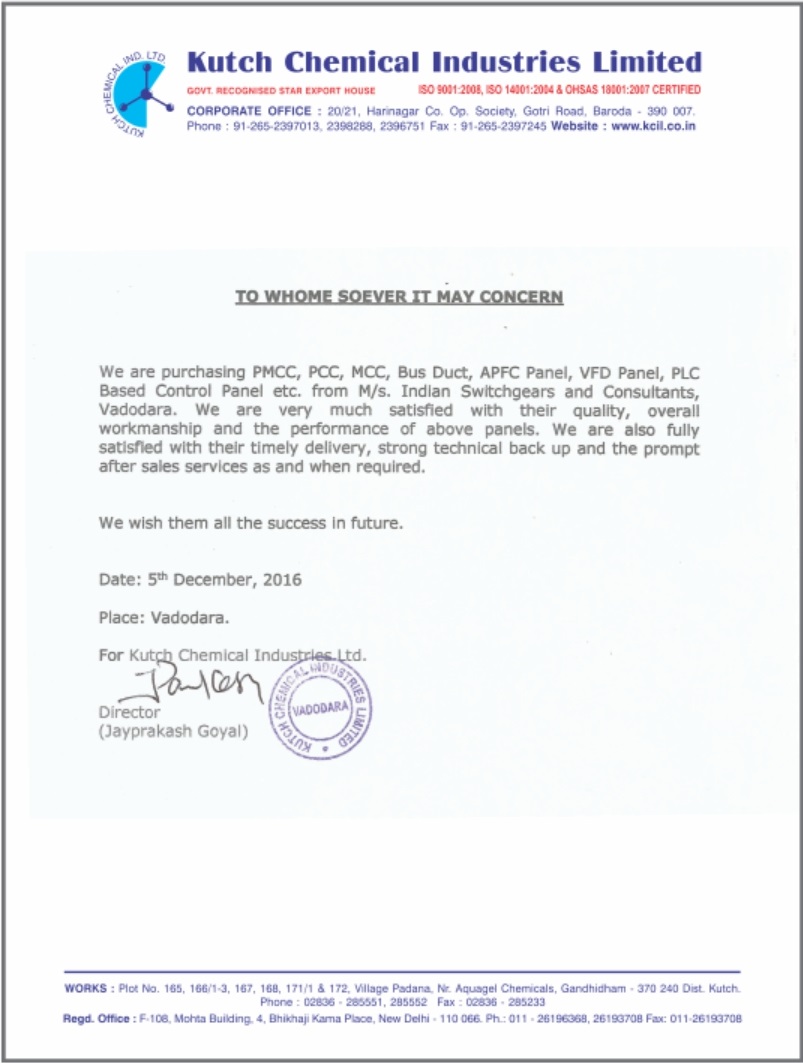 KUTCH CHEMICAL IND. LTD.
Kutch Chemical Industries Limited
GOVT. RECOGNISED STAR EXPORT HOUSE ISO 9001:2008, ISO 14001:2004 & OHSAS 18001:2007 CERTIFIED
CORPORATE OFFICE : 20/21, Harinagar Co. Op. Society, Gotri Road, Baroda - 390 007.
Phone : 91-265-2397013, 2398288, 2396751 Fax : 91-265-2397245 Website : www.kcil.co.in
TO WHOME SOEVER IT MAY CONCERN
We are purchasing PMCC, PCC, MCC, Bus Duct, APFC Panel, VFD Panel, PLC
Based Control Panel etc. from M/s. Indian Switchgears and Consultants,
Vadodara. We are very much satisfied with their quality, overall
workmanship and the performance of above panels. We are also fully
satisfied with their timely delivery, strong technical back up and the prompt
after sales services as and when required.
We wish them all the success in future.
Date: 5th December, 2016
Place: Vadodara.
For Kutch Chemical Industries Ltd.
Director
(Jayprakash Goyal)
KUTCH CHEMICAL INDUSTRIES LIMITED
VADODARA
WORKS : Plot No. 165, 166/1-3, 167, 168, 171/1 & 172, Village Padana, Nr. Aquagel Chemicals, Gandhidham - 370 240 Dist. Kutch.
Phone : 02836 - 285551, 285552 Fax : 02836 - 285233
Regd. Office : F-108, Mohta Building, 4, Bhikhaji Kama Place, New Delhi - 110 066. Ph.: 011 - 26196368, 26193708 Fax: 011-26193708